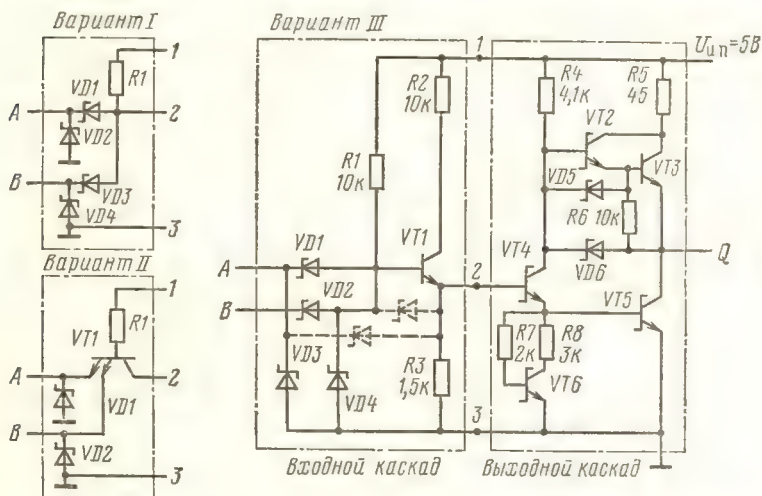 Вариант I
1
R1
VD1
A
2
VD2
B
VD3
VD4
3
Вариант II
1
R1
VT1
A
2
VD1
B
VD2
3
Вариант III
1
Uип=5В
R2
10к
R4
4,1к
R5
45
VT2
R1
10к
VT3
VD5
VT1
R6 10к
VD1
A
VD6
Q
2
VT4
B
VD2
VT5
R7
2к
R8
3к
VD3
R3
1,5к
VD4
VT6
3
Входной каскад
Выходной каскад